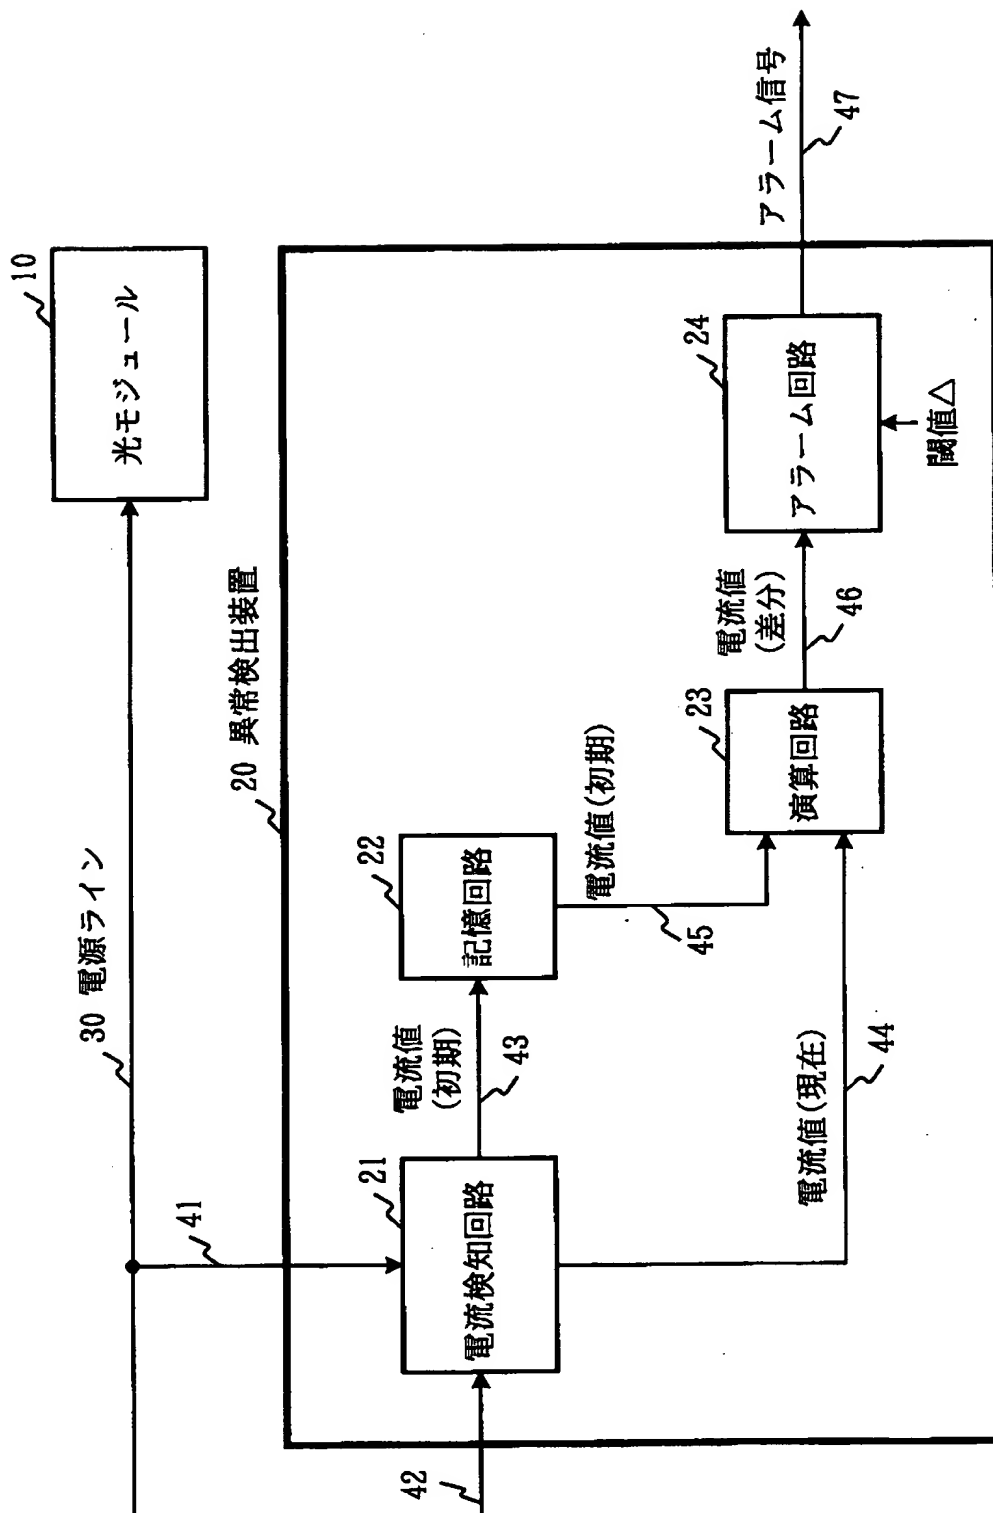 30 電源ライン
10
光モジュール
41
20 異常検出装置
42
21
電流検知回路
電流値
(初期)
43
22
記憶回路
電流値(初期)
45
電流値(現在)
44
23
演算回路
電流値
(差分)
46
24
アラーム回路
閾値△
アラーム信号
47